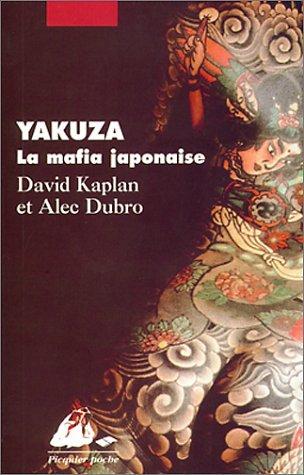 YAKUZA
La mafia japonaise
David Kaplan
et Alec Dubro
Picquier poche